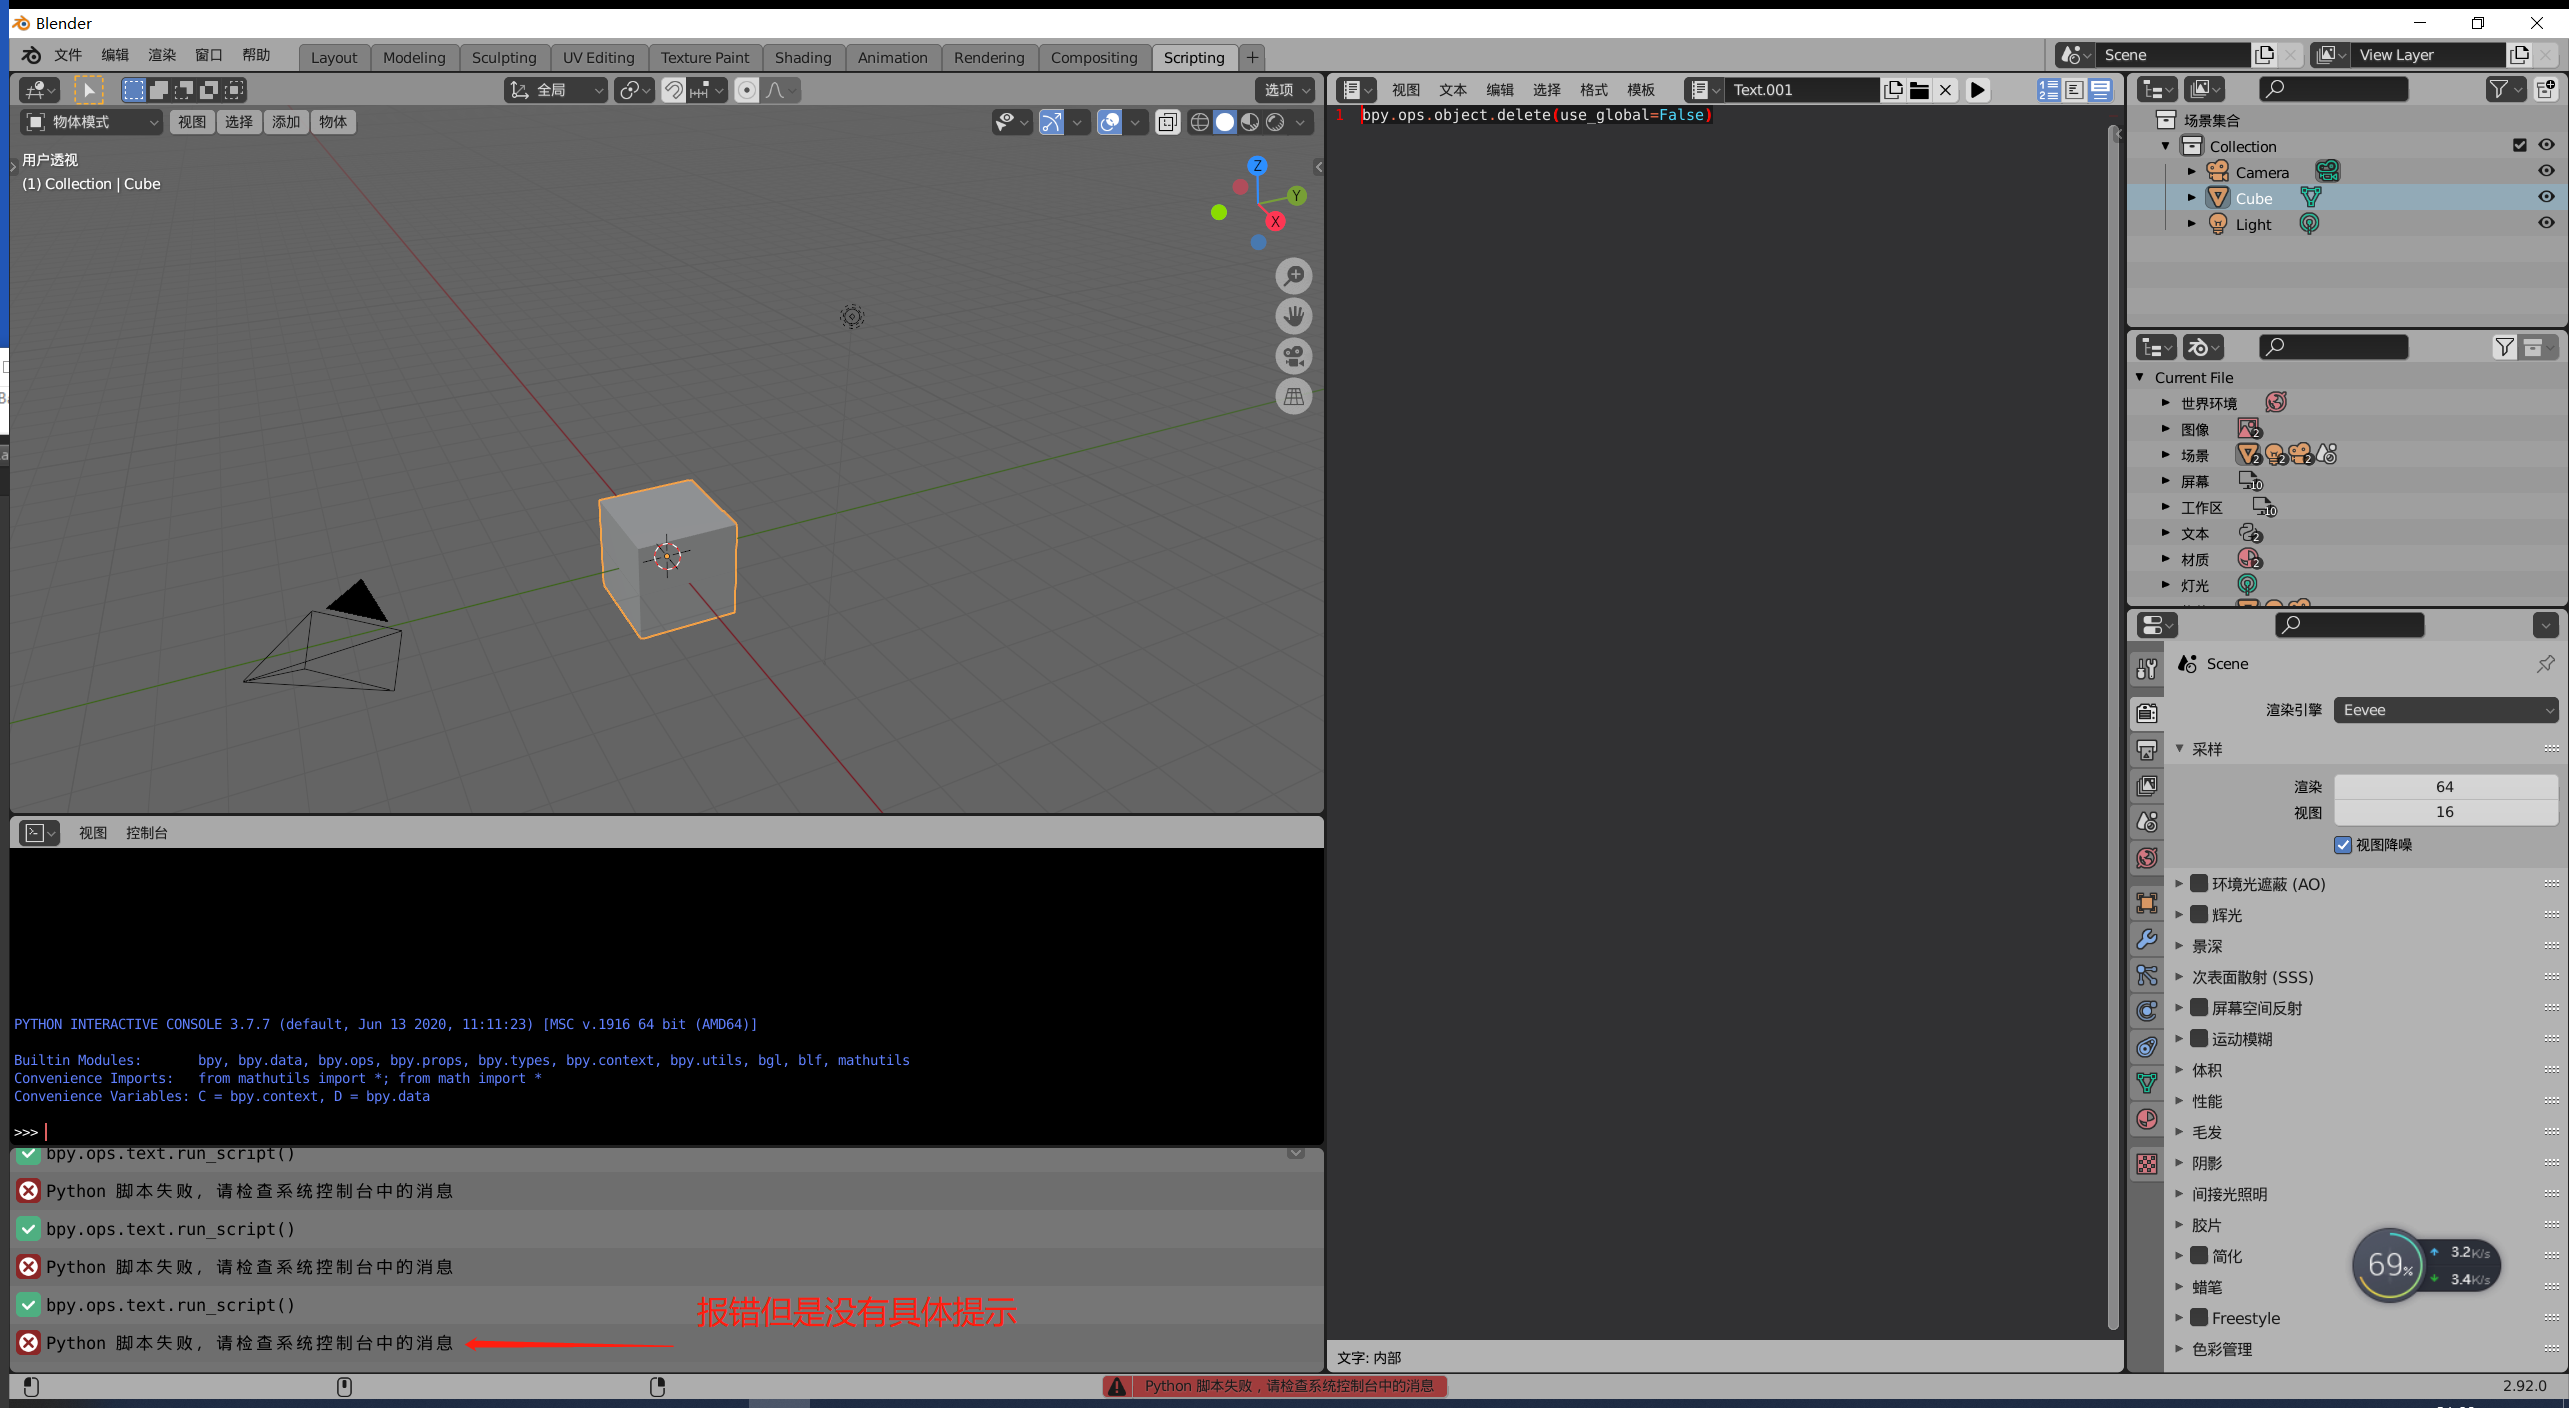 Blender
文件 编辑 渲染 窗口 帮助 Layout Modeling Sculpting UV Editing Texture Paint Shading Animation Rendering Compositing Scripting + Scene View Layer
全局 选项
物体模式 视图 选择 添加 物体
用户透视
(1) Collection | Cube
Z
Y
X
视图 文本 编辑 选择 格式 模板 Text.001
1 bpy.ops.object.delete(use_global=False)
文字: 内部
场景集合
Collection
Camera
Cube
Light
Current File
世界环境
图像 2
场景 2 2 2
屏幕 10
工作区 10
文本 2
材质 2
灯光
Scene
渲染引擎 Eevee
采样
渲染 64
视图 16
视图降噪
环境光遮蔽 (AO)
辉光
景深
次表面散射 (SSS)
屏幕空间反射
运动模糊
体积
性能
毛发
阴影
间接光照明
胶片
简化
蜡笔
Freestyle
色彩管理
69%
3.2K/s
3.4K/s
视图 控制台
PYTHON INTERACTIVE CONSOLE 3.7.7 (default, Jun 13 2020, 11:11:23) [MSC v.1916 64 bit (AMD64)]
Builtin Modules: bpy, bpy.data, bpy.ops, bpy.props, bpy.types, bpy.context, bpy.utils, bgl, blf, mathutils
Convenience Imports: from mathutils import *; from math import *
Convenience Variables: C = bpy.context, D = bpy.data
>>>
bpy.ops.text.run_script()
Python 脚本失败, 请检查系统控制台中的消息
bpy.ops.text.run_script()
Python 脚本失败, 请检查系统控制台中的消息
bpy.ops.text.run_script()
报错但是没有具体提示
Python 脚本失败, 请检查系统控制台中的消息
Python 脚本失败, 请检查系统控制台中的消息
2.92.0